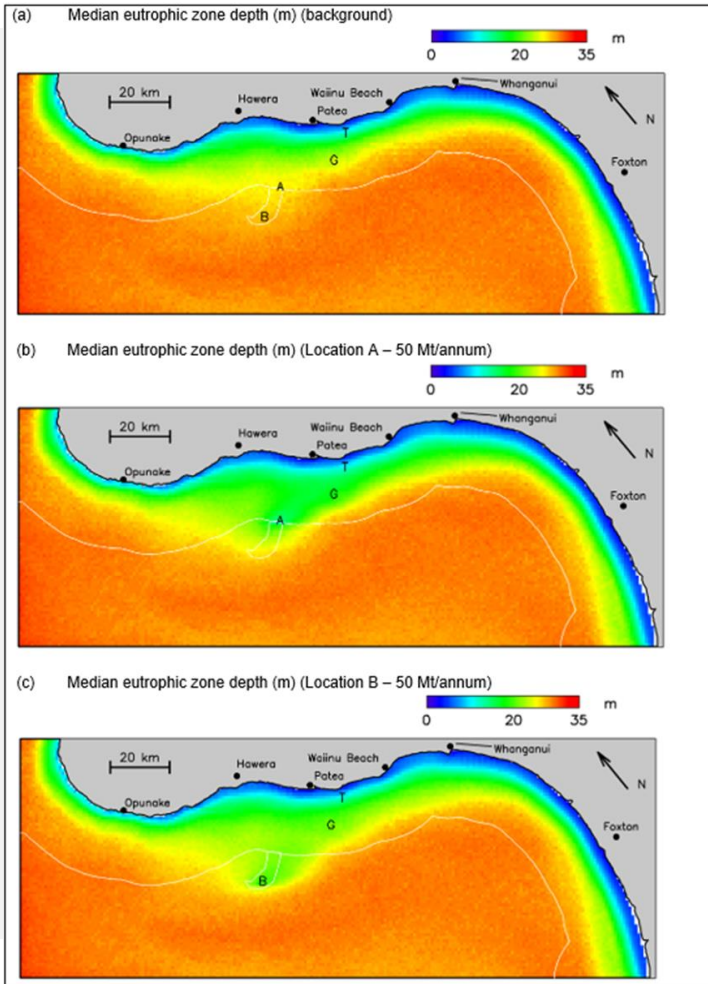 (a) Median eutrophic zone depth (m) (background)
0 20 35 m
20 km
Hawera
Waiinu Beach
Patea
Whanganui
Opunake
T
N
G
Foxton
A
B
(b) Median eutrophic zone depth (m) (Location A – 50 Mt/annum)
0 20 35 m
20 km
Hawera
Waiinu Beach
Patea
Whanganui
Opunake
T
N
G
Foxton
A
(c) Median eutrophic zone depth (m) (Location B – 50 Mt/annum)
0 20 35 m
20 km
Hawera
Waiinu Beach
Patea
Whanganui
Opunake
T
N
G
Foxton
B